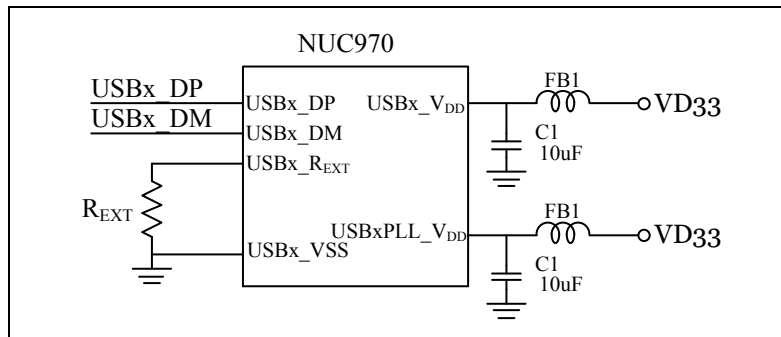 NUC970
USBx_DP
USBx_DM
USBx_DP
USBx_DM
USBx_REXT
USBx_VSS
REXT
USBx_VDD
USBxPLL_VDD
FB1
VD33
C1
10uF
FB1
VD33
C1
10uF